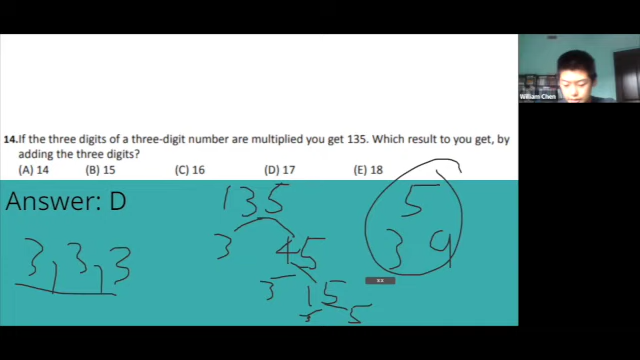 William Chen
14.If the three digits of a three-digit number are multiplied you get 135. Which result to you get, by
adding the three digits?
(A) 14 (B) 15 (C) 16 (D) 17 (E) 18
Answer: D
135
5
3 45
3 9
3,3,3
3 15
xx
3 5